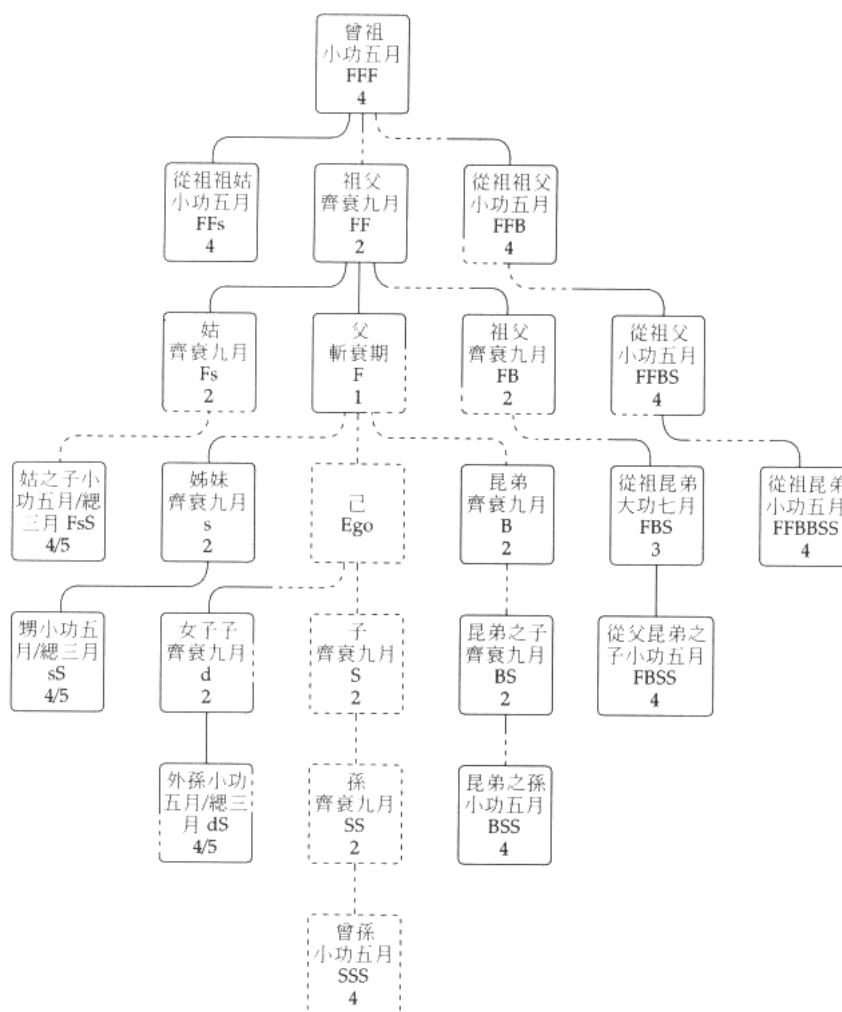 曾祖
小功五月
FFF
4
從祖祖姑
小功五月
FFs
4
祖父
齊衰九月
FF
2
從祖祖父
小功五月
FFB
4
姑
齊衰九月
Fs
2
父
斬衰期
F
1
祖父
齊衰九月
FB
2
從祖父
小功五月
FFBS
4
姑之子小
功五月/緦
三月 FsS
4/5
姊妹
齊衰九月
s
2
己
Ego
昆弟
齊衰九月
B
2
從祖昆弟
大功七月
FBS
3
從祖昆弟
小功五月
FFBBSS
4
甥小功五
月/緦三月
sS
4/5
女子子
齊衰九月
d
2
子
齊衰九月
S
2
昆弟之子
齊衰九月
BS
2
從父昆弟之
子小功五月
FBSS
4
外孫小功
五月/緦三
月 dS
4/5
孫
齊衰九月
SS
2
昆弟之孫
小功五月
BSS
4
曾孫
小功五月
SSS
4